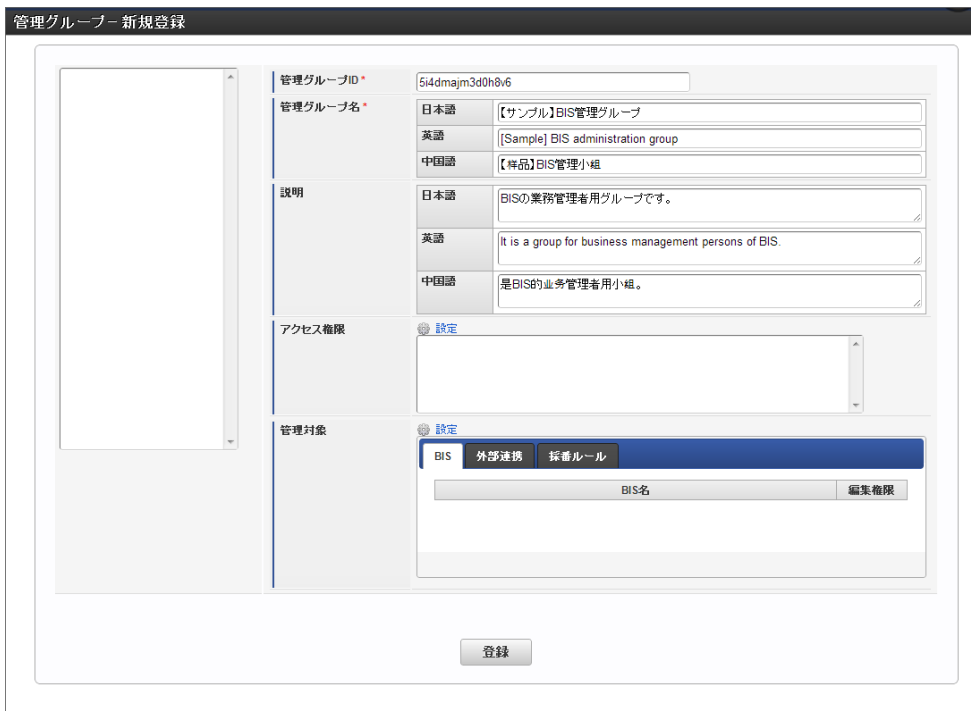 管理グループ - 新規登録
管理グループID*
5i4dmajm3d0h8v6
管理グループ名*
日本語
【サンプル】BIS管理グループ
英語
[Sample] BIS administration group
中国語
【样品】BIS管理小组
説明
日本語
BISの業務管理者用グループです。
英語
It is a group for business management persons of BIS.
中国語
是BIS的业务管理者用小组。
アクセス権限
設定
管理対象
設定
BIS 外部連携 採番ルール
BIS名 編集権限
登録